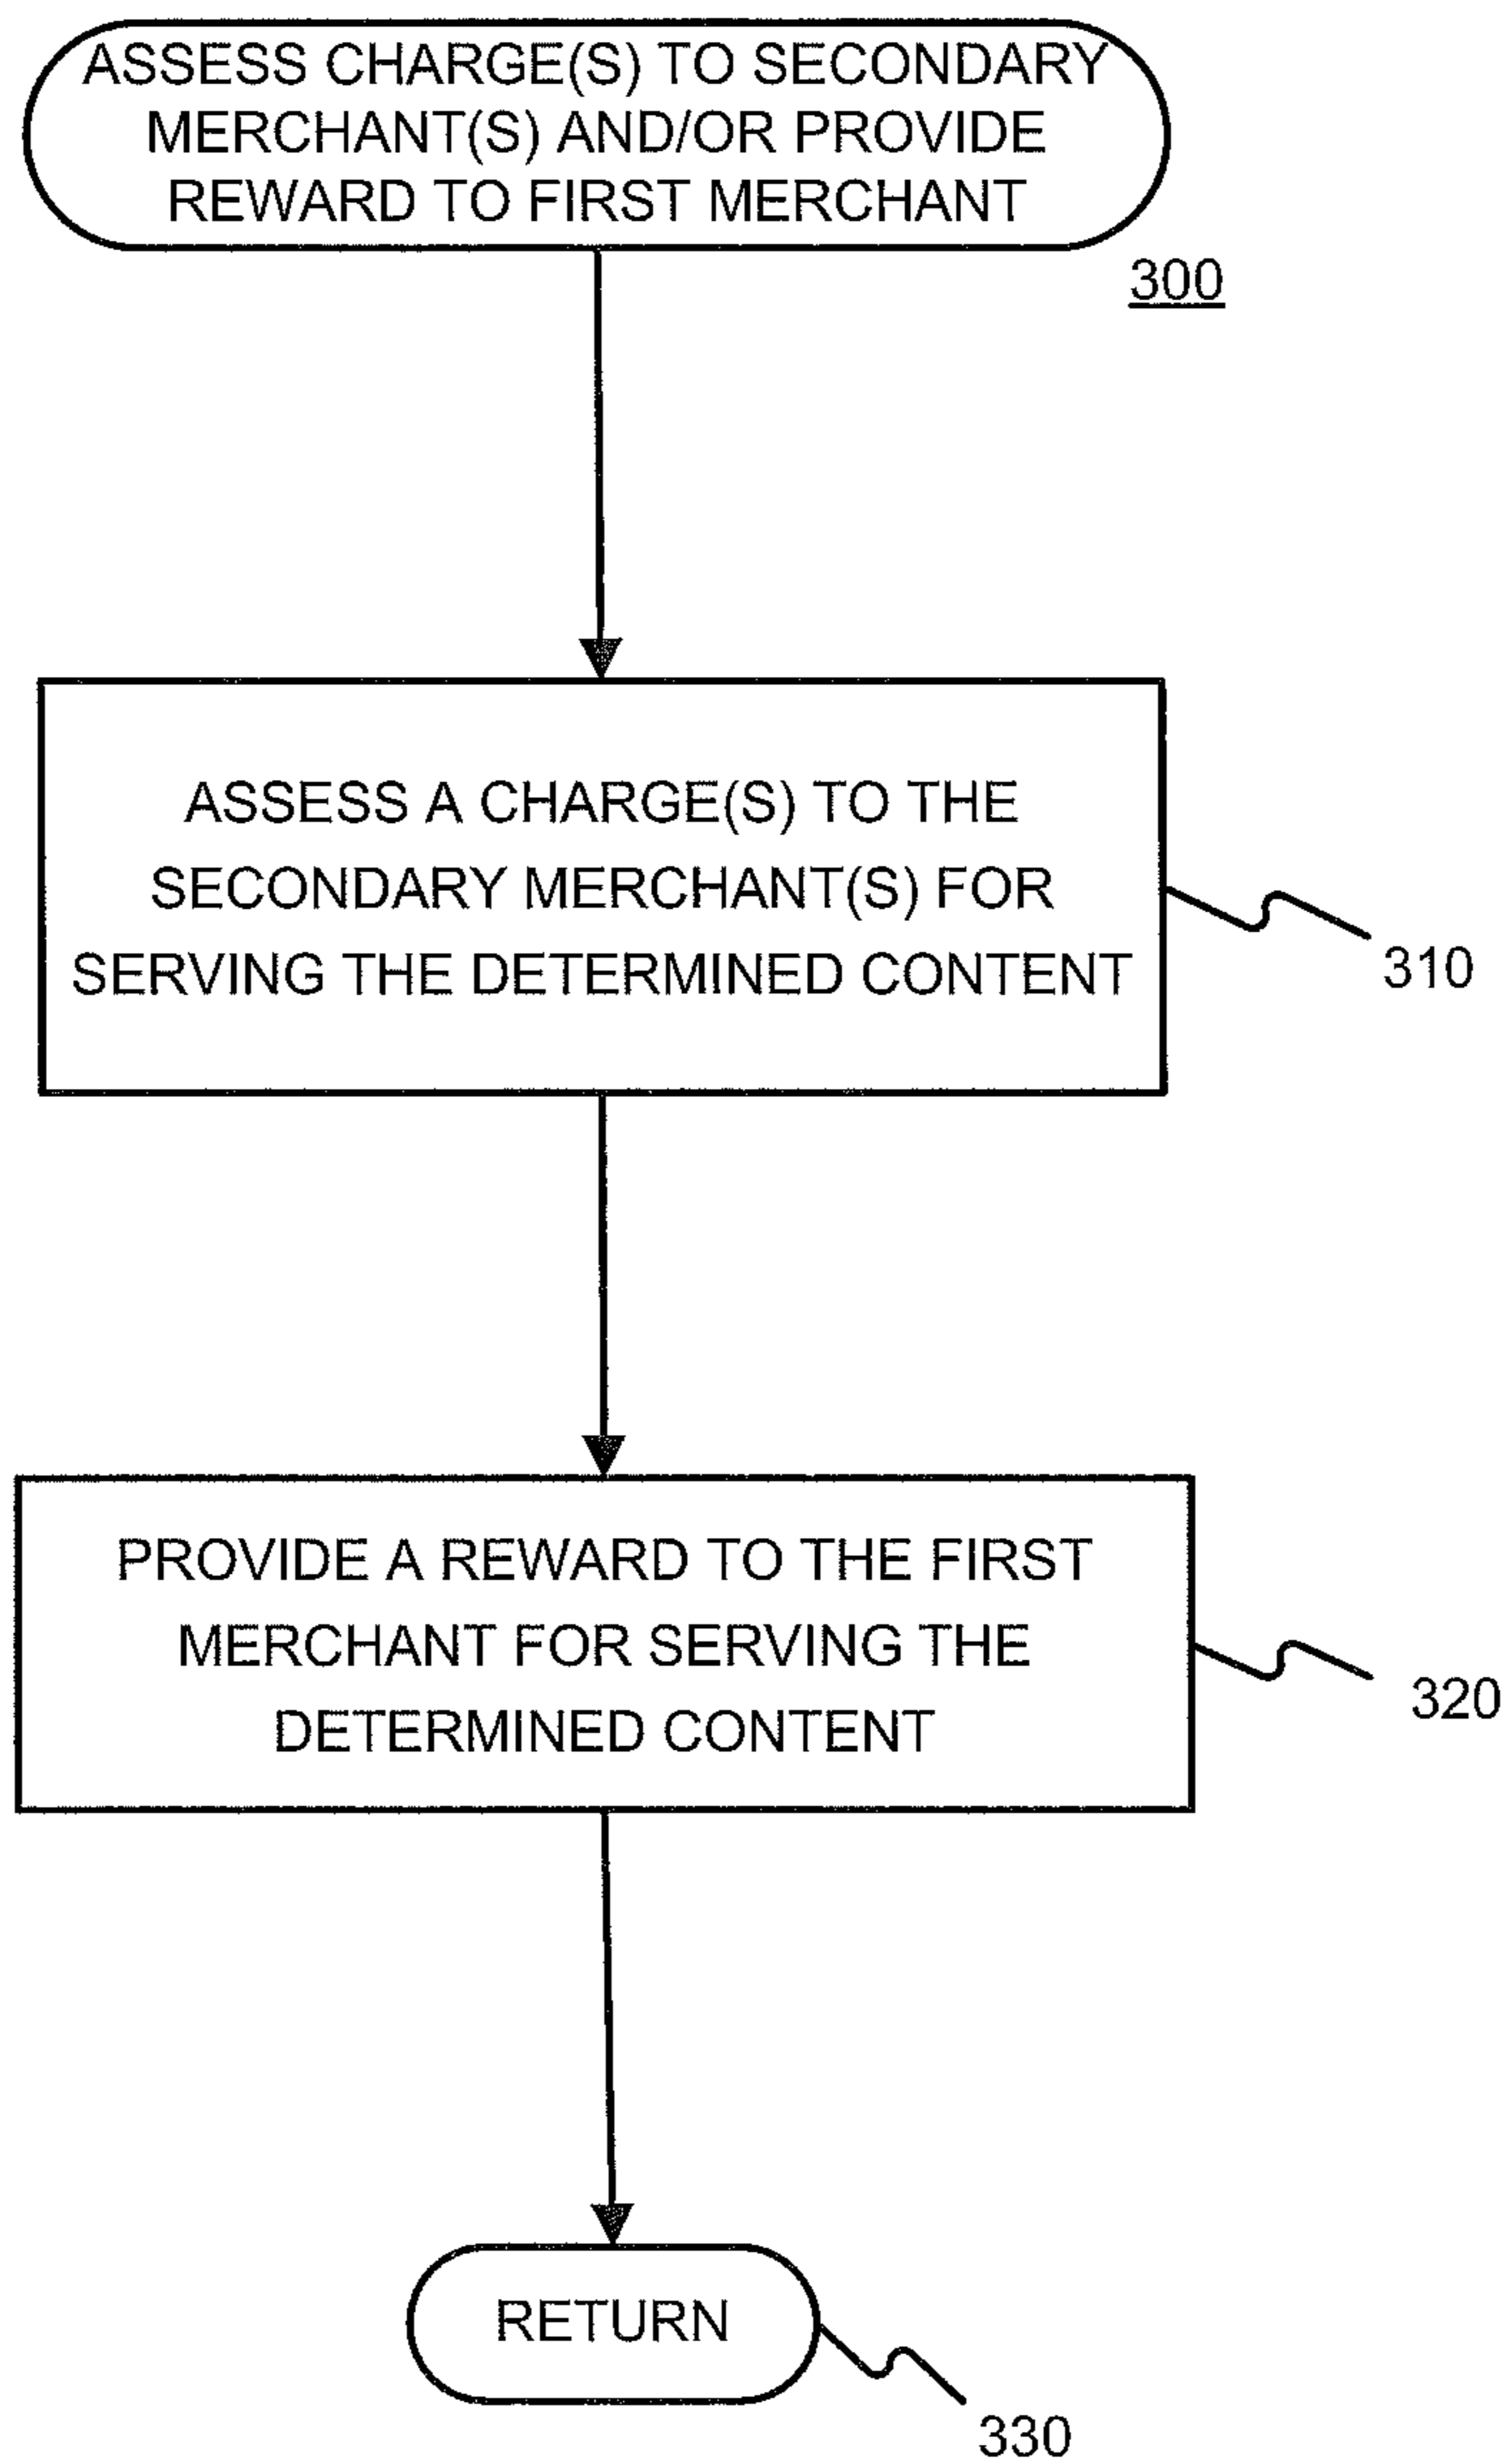 ASSESS CHARGE(S) TO SECONDARY
MERCHANT(S) AND/OR PROVIDE
REWARD TO FIRST MERCHANT
300
ASSESS A CHARGE(S) TO THE
SECONDARY MERCHANT(S) FOR
SERVING THE DETERMINED CONTENT
310
PROVIDE A REWARD TO THE FIRST
MERCHANT FOR SERVING THE
DETERMINED CONTENT
320
RETURN
330